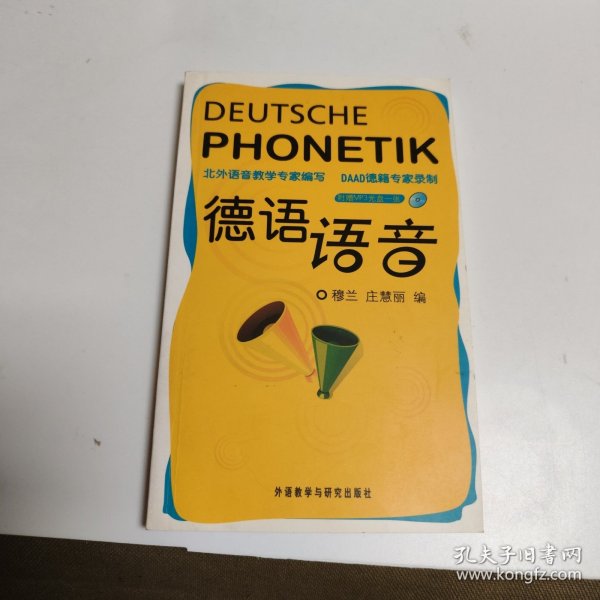 DEUTSCHE
PHONETIK
北外语音教学专家编写 DAAD德籍专家录制
附赠MP3光盘一张
德语语音
穆兰 庄慧丽 编
外语教学与研究出版社
孔夫子旧书网
www.kongfz.com